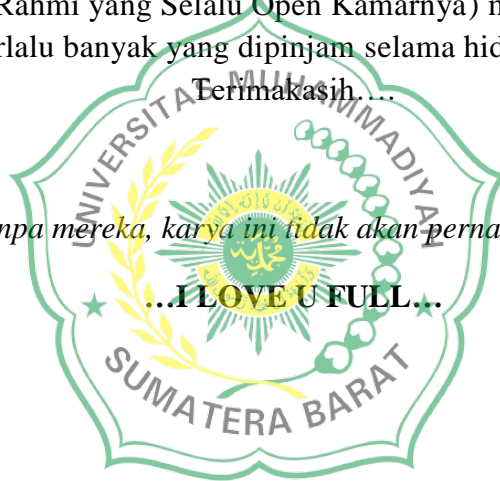 Rahmi yang Selalu Open Kamarnya) m
rlalu banyak yang dipinjam selama hid
Terimakasih….
UNIVERSITAS MUHAMMADIYAH
npa mereka, karya ini tidak akan perna
…I LOVE U FULL…
SUMATERA BARAT